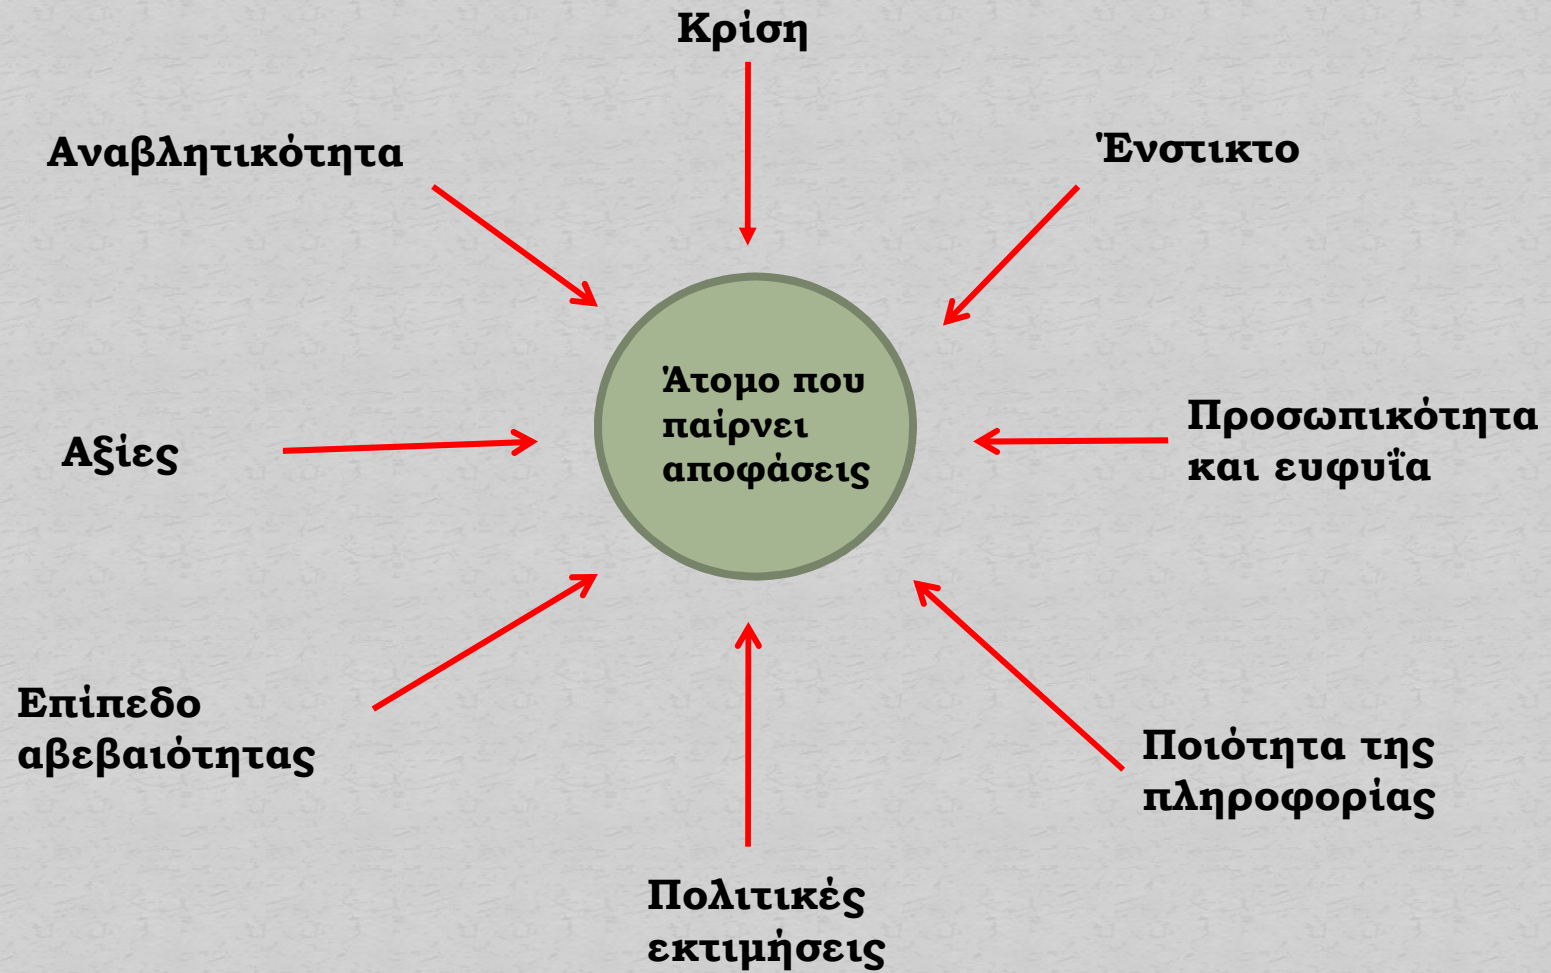 Κρίση
Αναβλητικότητα
Ένστικτο
Άτομο που
παίρνει
αποφάσεις
Προσωπικότητα
και ευφυΐα
Αξίες
Επίπεδο
αβεβαιότητας
Ποιότητα της
πληροφορίας
Πολιτικές
εκτιμήσεις